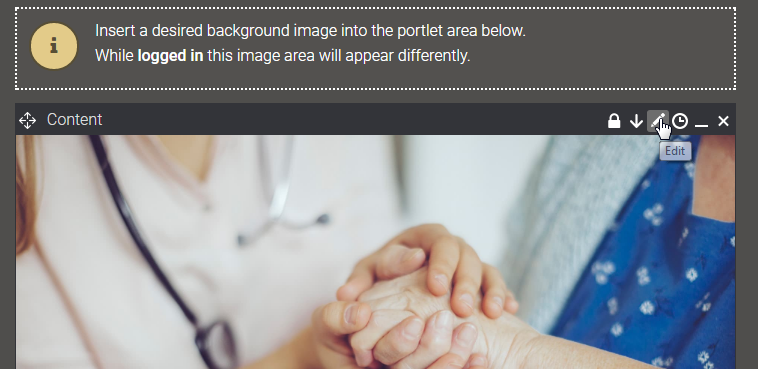 Insert a desired background image into the portlet area below.
While logged in this image area will appear differently.
Content
Edit